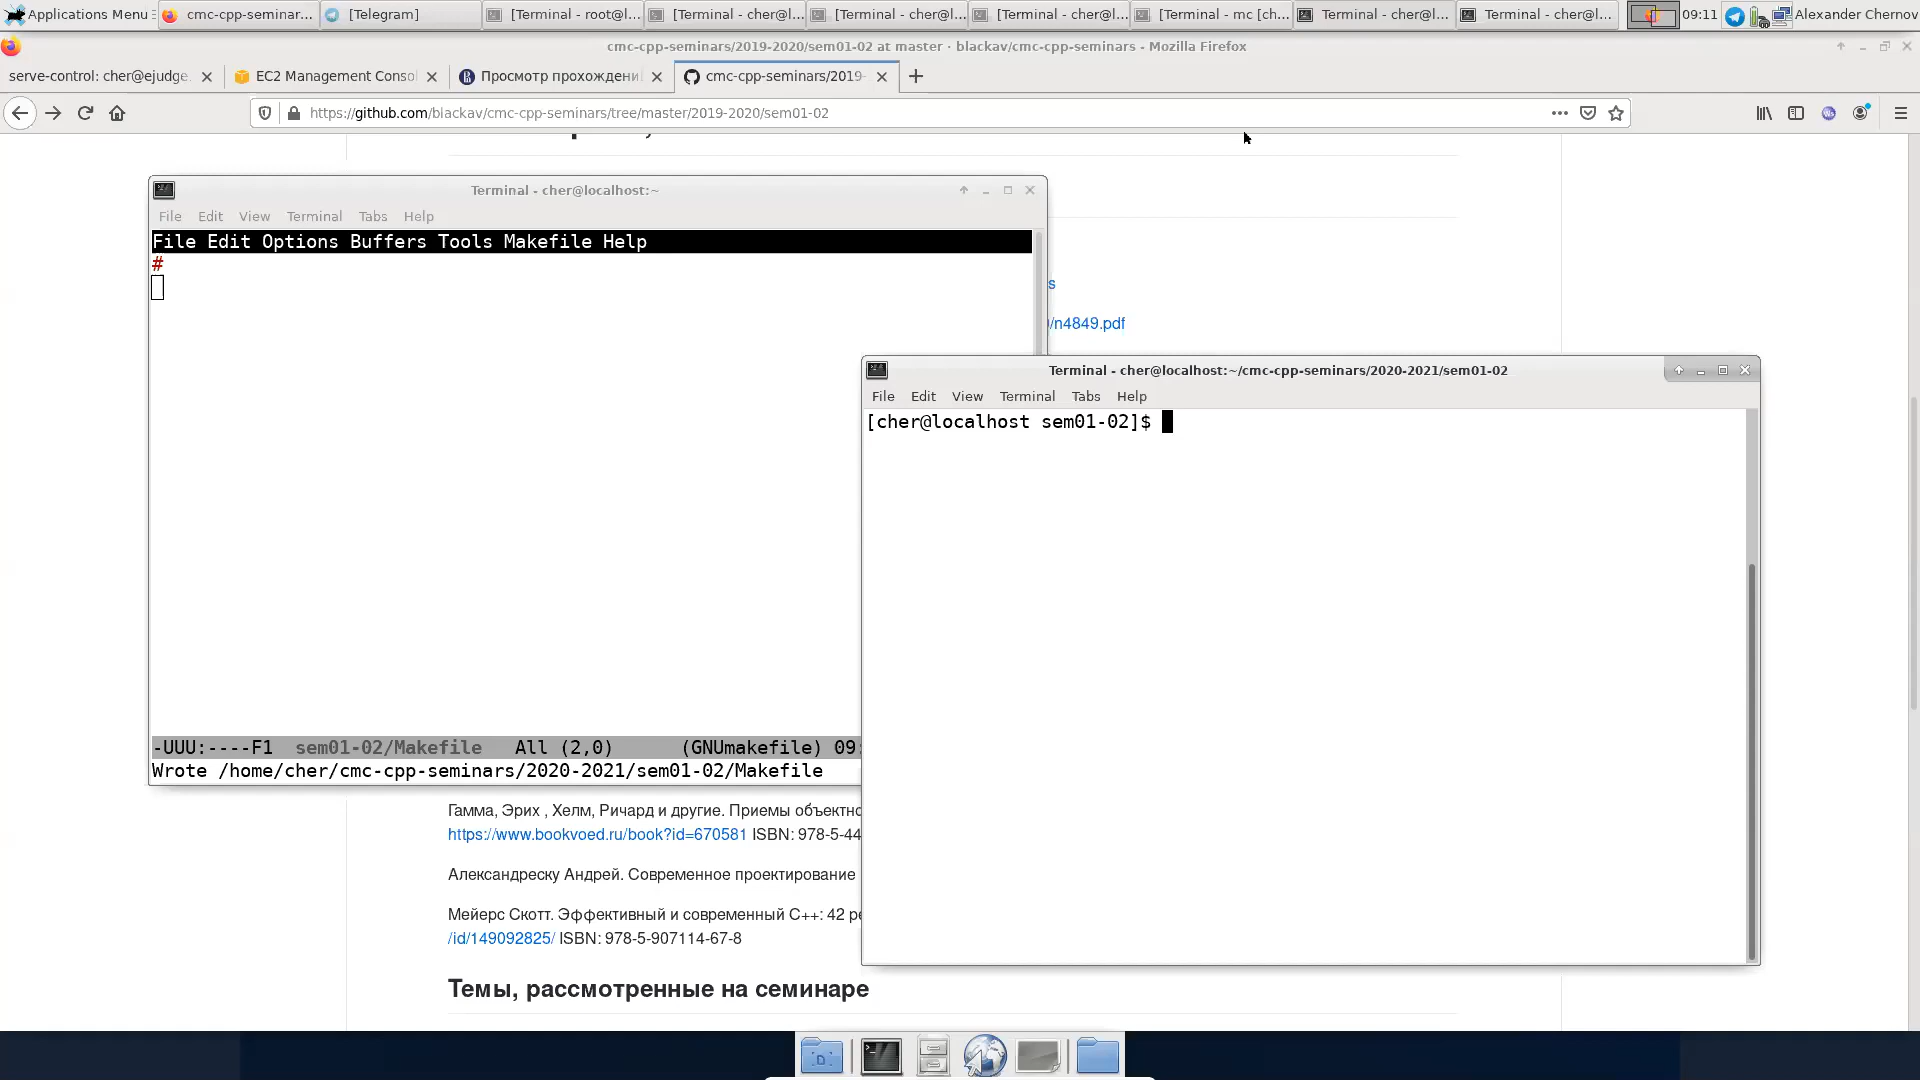 Applications Menu
cmc-cpp-seminar...
[Telegram]
[Terminal - root@l...
[Terminal - cher@l...
[Terminal - cher@l...
[Terminal - cher@l...
[Terminal - mc [ch...
Terminal - cher@l...
Terminal - cher@l...
09:11
Alexander Chernov
cmc-cpp-seminars/2019-2020/sem01-02 at master · blackav/cmc-cpp-seminars - Mozilla Firefox
serve-control: cher@ejudge
EC2 Management Consol
Просмотр прохождени
cmc-cpp-seminars/2019-
https://github.com/blackav/cmc-cpp-seminars/tree/master/2019-2020/sem01-02
Terminal - cher@localhost:~
File Edit View Terminal Tabs Help
File Edit Options Buffers Tools Makefile Help
#
s
/n4849.pdf
Terminal - cher@localhost:~/cmc-cpp-seminars/2020-2021/sem01-02
File Edit View Terminal Tabs Help
[cher@localhost sem01-02]$
-UUU:----F1 sem01-02/Makefile All (2,0) (GNUmakefile) 09:
Wrote /home/cher/cmc-cpp-seminars/2020-2021/sem01-02/Makefile
Гамма, Эрих , Хелм, Ричард и другие. Приемы объектно
https://www.bookvoed.ru/book?id=670581 ISBN: 978-5-44
Александреску Андрей. Современное проектирование
Мейерс Скотт. Эффективный и современный С++: 42 ре
/id/149092825/ ISBN: 978-5-907114-67-8
Темы, рассмотренные на семинаре